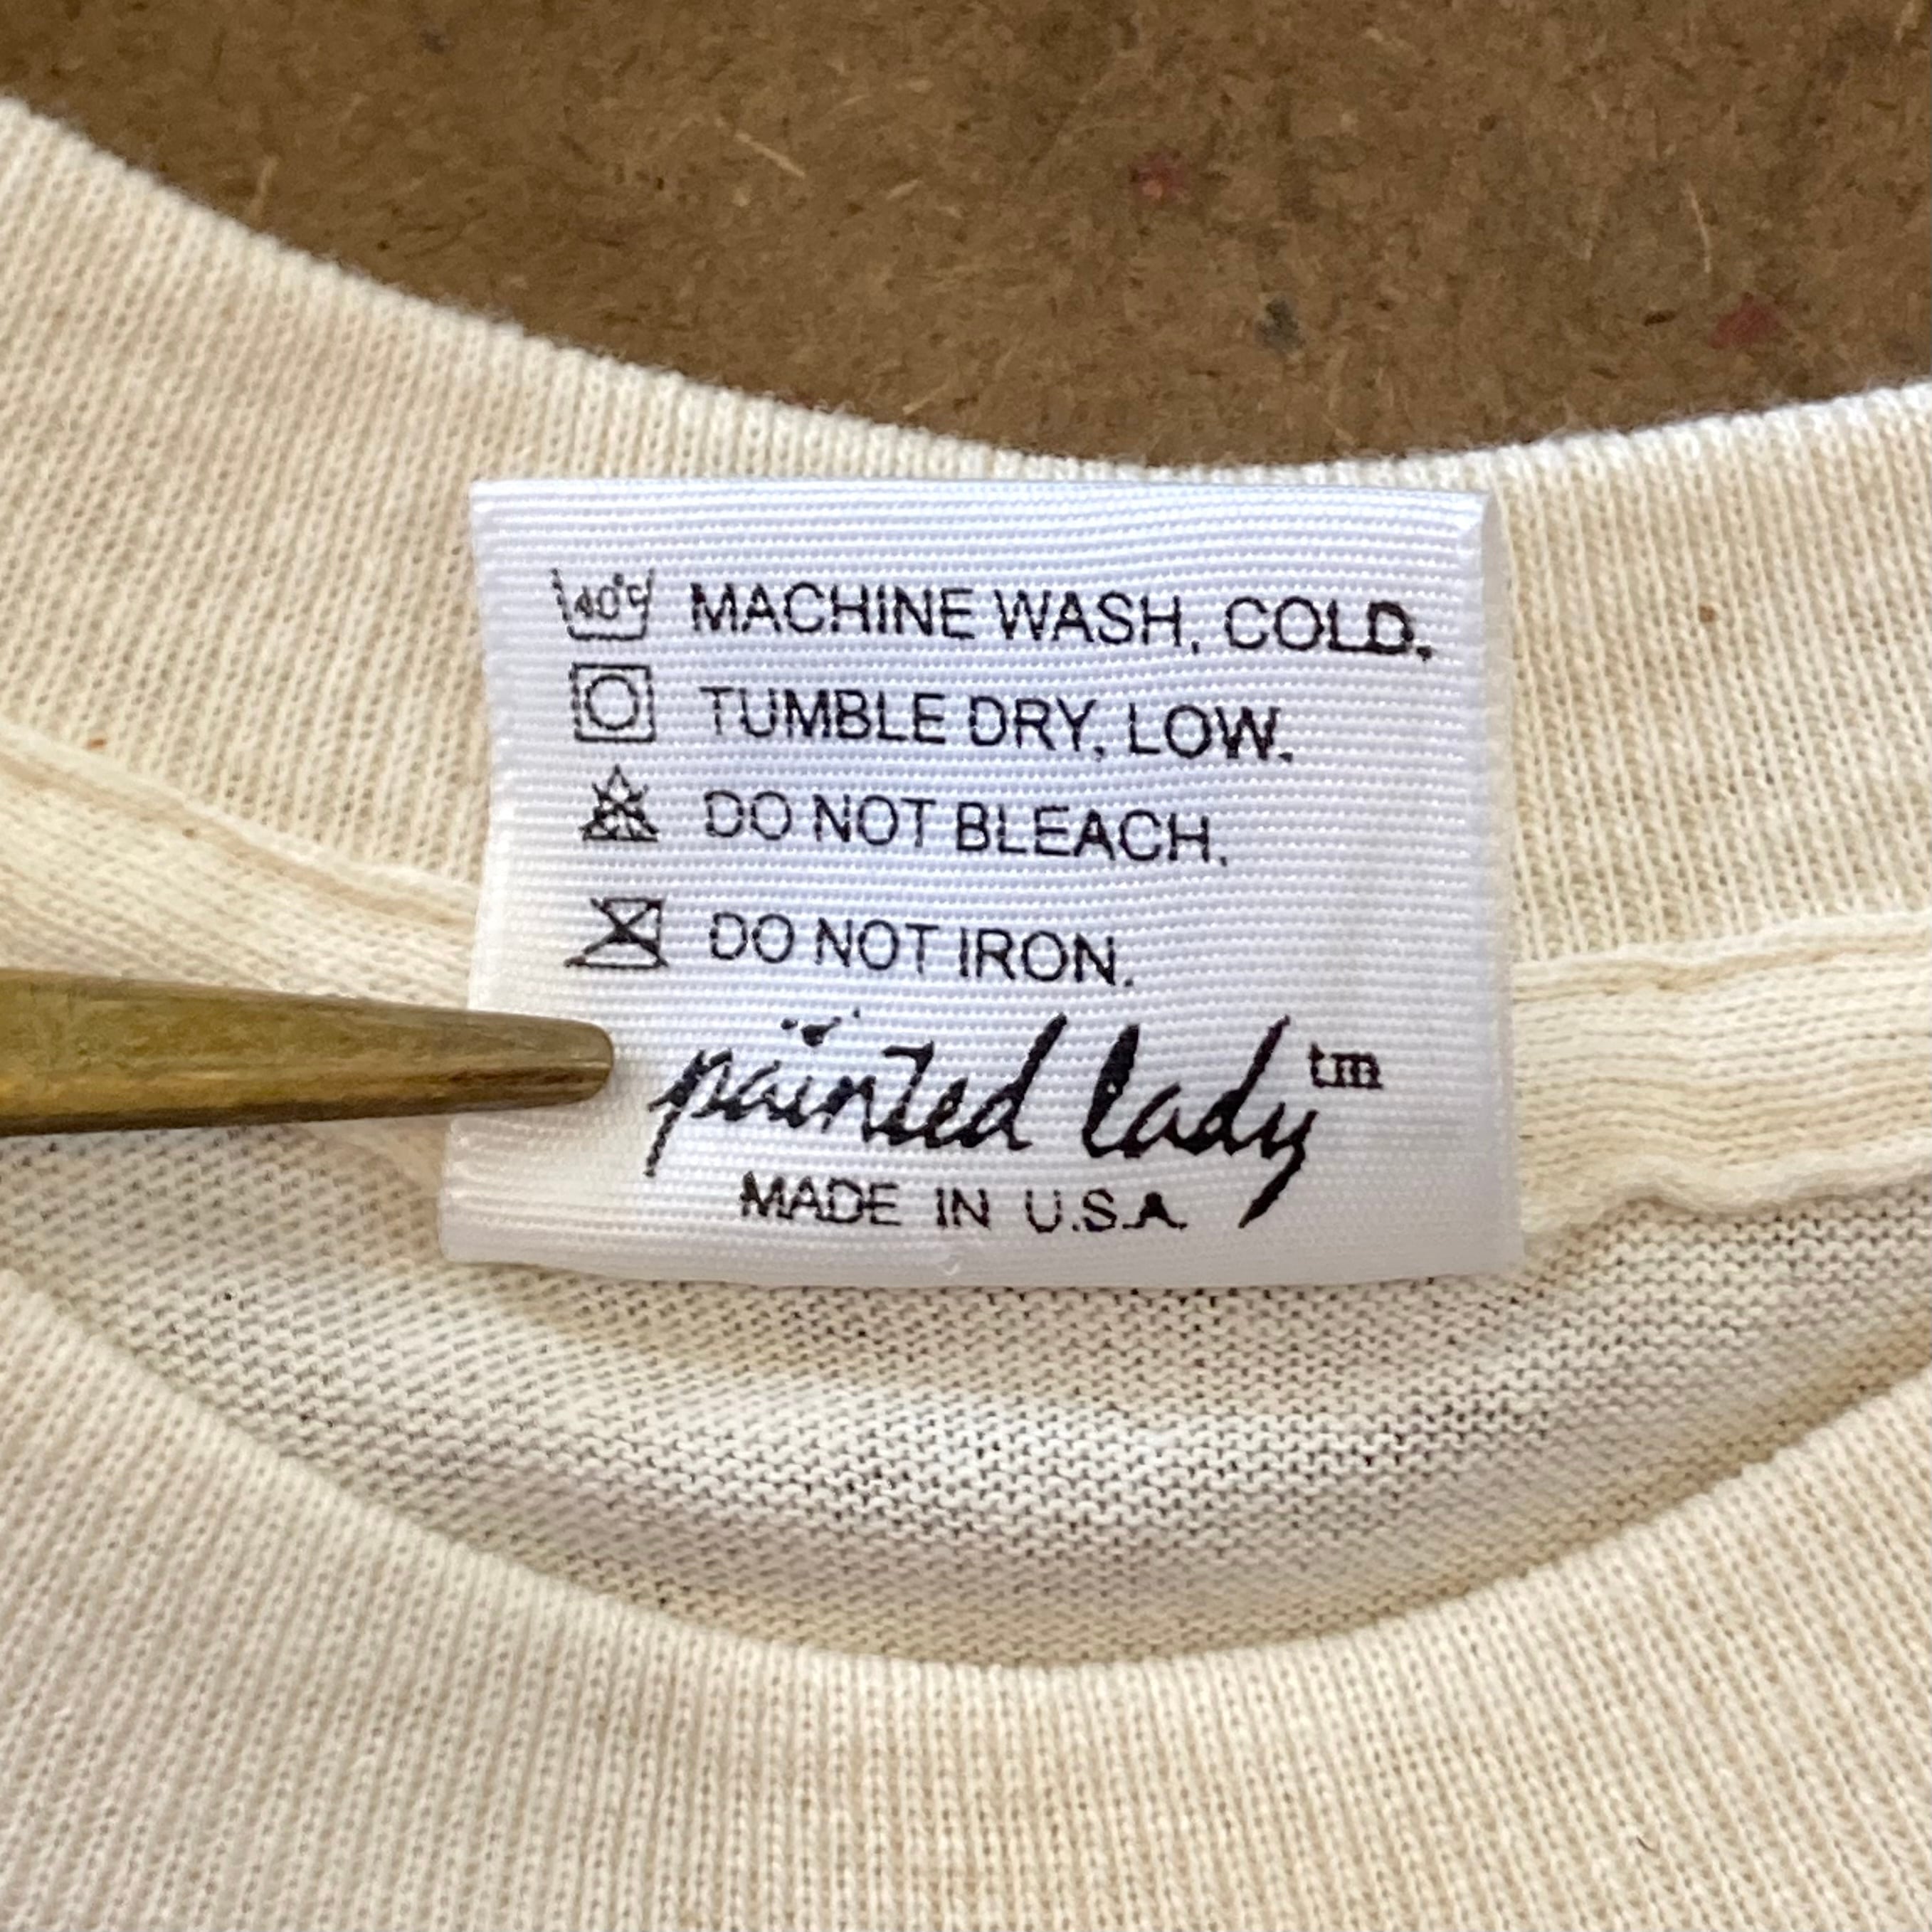 40°C MACHINE WASH, COLD.
TUMBLE DRY, LOW.
DO NOT BLEACH.
DO NOT IRON.
painted lady tm
MADE IN U.S.A.